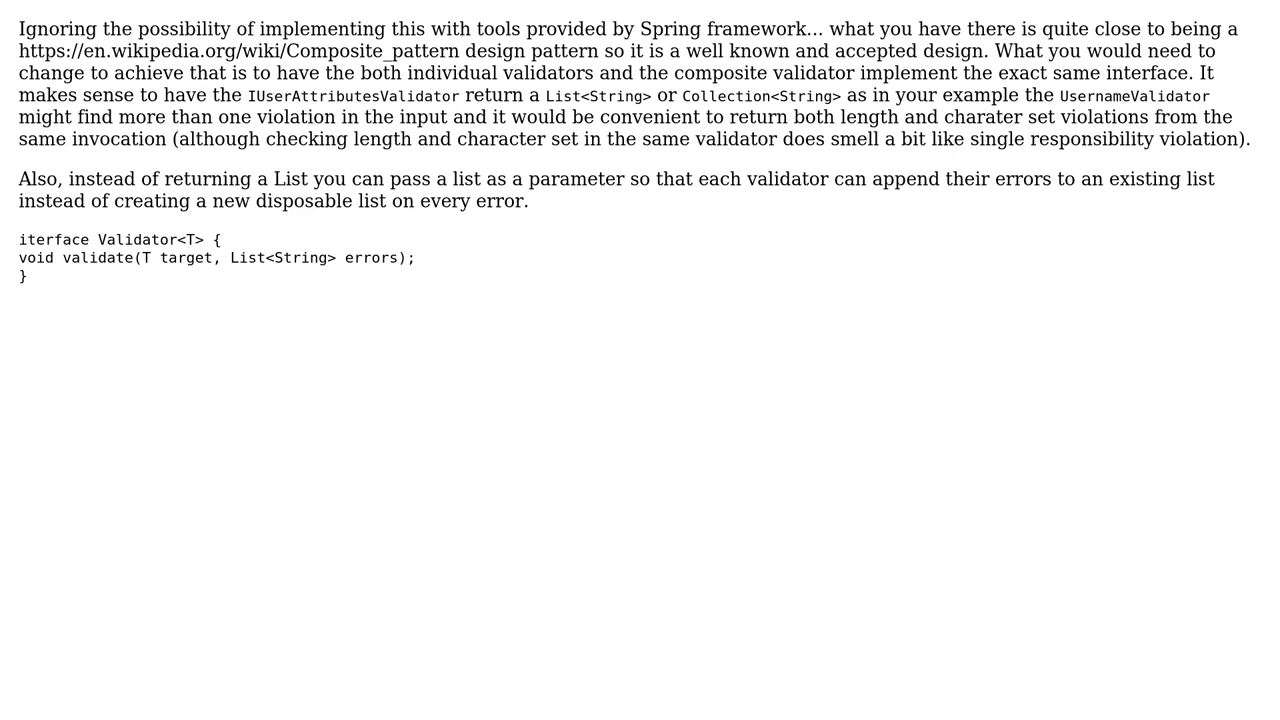 Ignoring the possibility of implementing this with tools provided by Spring framework... what you have there is quite close to being a
https://en.wikipedia.org/wiki/Composite_pattern design pattern so it is a well known and accepted design. What you would need to
change to achieve that is to have the both individual validators and the composite validator implement the exact same interface. It
makes sense to have the IUserAttributesValidator return a List<String> or Collection<String> as in your example the UsernameValidator
might find more than one violation in the input and it would be convenient to return both length and charater set violations from the
same invocation (although checking length and character set in the same validator does smell a bit like single responsibility violation).
Also, instead of returning a List you can pass a list as a parameter so that each validator can append their errors to an existing list
instead of creating a new disposable list on every error.
iterface Validator<T> {
void validate(T target, List<String> errors);
}